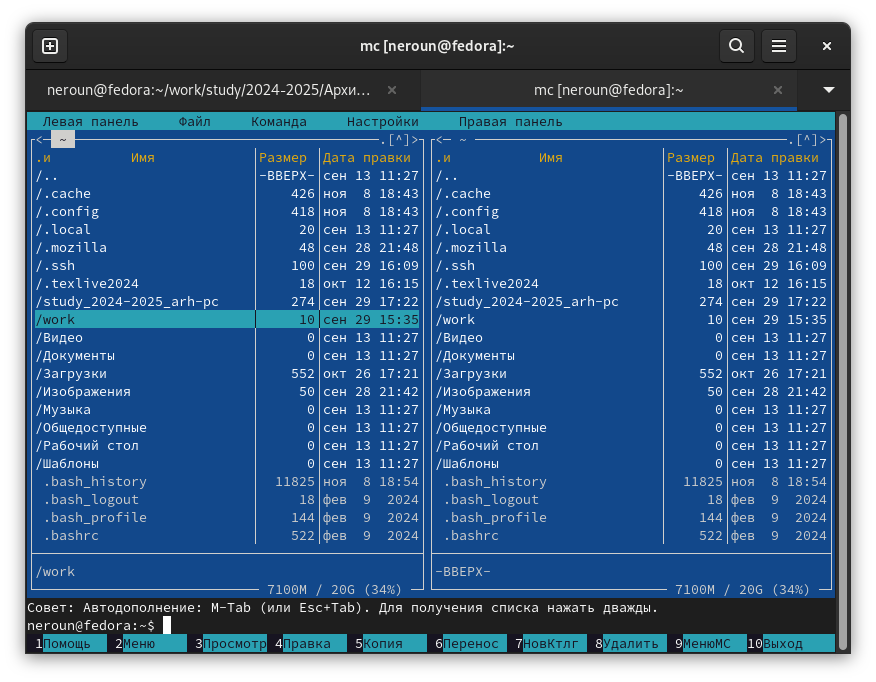 mc [neroun@fedora]:~
neroun@fedora:~/work/study/2024-2025/Архи… × mc [neroun@fedora]:~ ×
Левая панель Файл Команда Настройки Правая панель
<─ ~ .[^]> <─ ~ .[^]>
.и Имя Размер Дата правки .и Имя Размер Дата правки
/.. -ВВЕРХ- сен 13 11:27 /.. -ВВЕРХ- сен 13 11:27
/.cache 426 ноя 8 18:43 /.cache 426 ноя 8 18:43
/.config 418 ноя 8 18:43 /.config 418 ноя 8 18:43
/.local 20 сен 13 11:27 /.local 20 сен 13 11:27
/.mozilla 48 сен 28 21:48 /.mozilla 48 сен 28 21:48
/.ssh 100 сен 29 16:09 /.ssh 100 сен 29 16:09
/.texlive2024 18 окт 12 16:15 /.texlive2024 18 окт 12 16:15
/study_2024-2025_arh-pc 274 сен 29 17:22 /study_2024-2025_arh-pc 274 сен 29 17:22
/work 10 сен 29 15:35 /work 10 сен 29 15:35
/Видео 0 сен 13 11:27 /Видео 0 сен 13 11:27
/Документы 0 сен 13 11:27 /Документы 0 сен 13 11:27
/Загрузки 552 окт 26 17:21 /Загрузки 552 окт 26 17:21
/Изображения 50 сен 28 21:42 /Изображения 50 сен 28 21:42
/Музыка 0 сен 13 11:27 /Музыка 0 сен 13 11:27
/Общедоступные 0 сен 13 11:27 /Общедоступные 0 сен 13 11:27
/Рабочий стол 0 сен 13 11:27 /Рабочий стол 0 сен 13 11:27
/Шаблоны 0 сен 13 11:27 /Шаблоны 0 сен 13 11:27
.bash_history 11825 ноя 8 18:54 .bash_history 11825 ноя 8 18:54
.bash_logout 18 фев 9 2024 .bash_logout 18 фев 9 2024
.bash_profile 144 фев 9 2024 .bash_profile 144 фев 9 2024
.bashrc 522 фев 9 2024 .bashrc 522 фев 9 2024
/work -ВВЕРХ-
7100M / 20G (34%) 7100M / 20G (34%)
Совет: Автодополнение: M-Tab (или Esc+Tab). Для получения списка нажать дважды.
neroun@fedora:~$
1Помощь 2Меню 3Просмотр 4Правка 5Копия 6Перенос 7НовКтлг 8Удалить 9МенюМС 10Выход